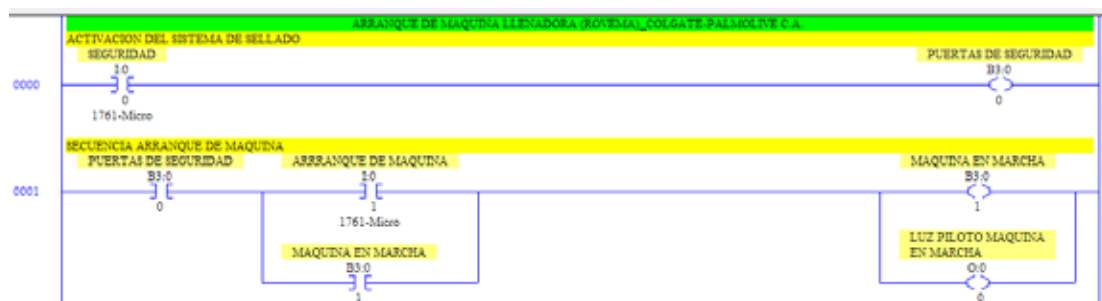 ARRANQUE DE MAQUINA LLENADORA (ROVEMA)_COLGATE-PALMOLIVE C.A.
ACTIVACION DEL SISTEMA DE SELLADO
SEGURIDAD
PUERTAS DE SEGURIDAD
I:0
B3:0
0000
0
0
1761-Micro
SECUENCIA ARRANQUE DE MAQUINA
PUERTAS DE SEGURIDAD
ARRRANQUE DE MAQUINA
MAQUINA EN MARCHA
B3:0
I:0
B3:0
0001
0
1
1
1761-Micro
MAQUINA EN MARCHA
B3:0
1
LUZ PILOTO MAQUINA
EN MARCHA
O:0
0